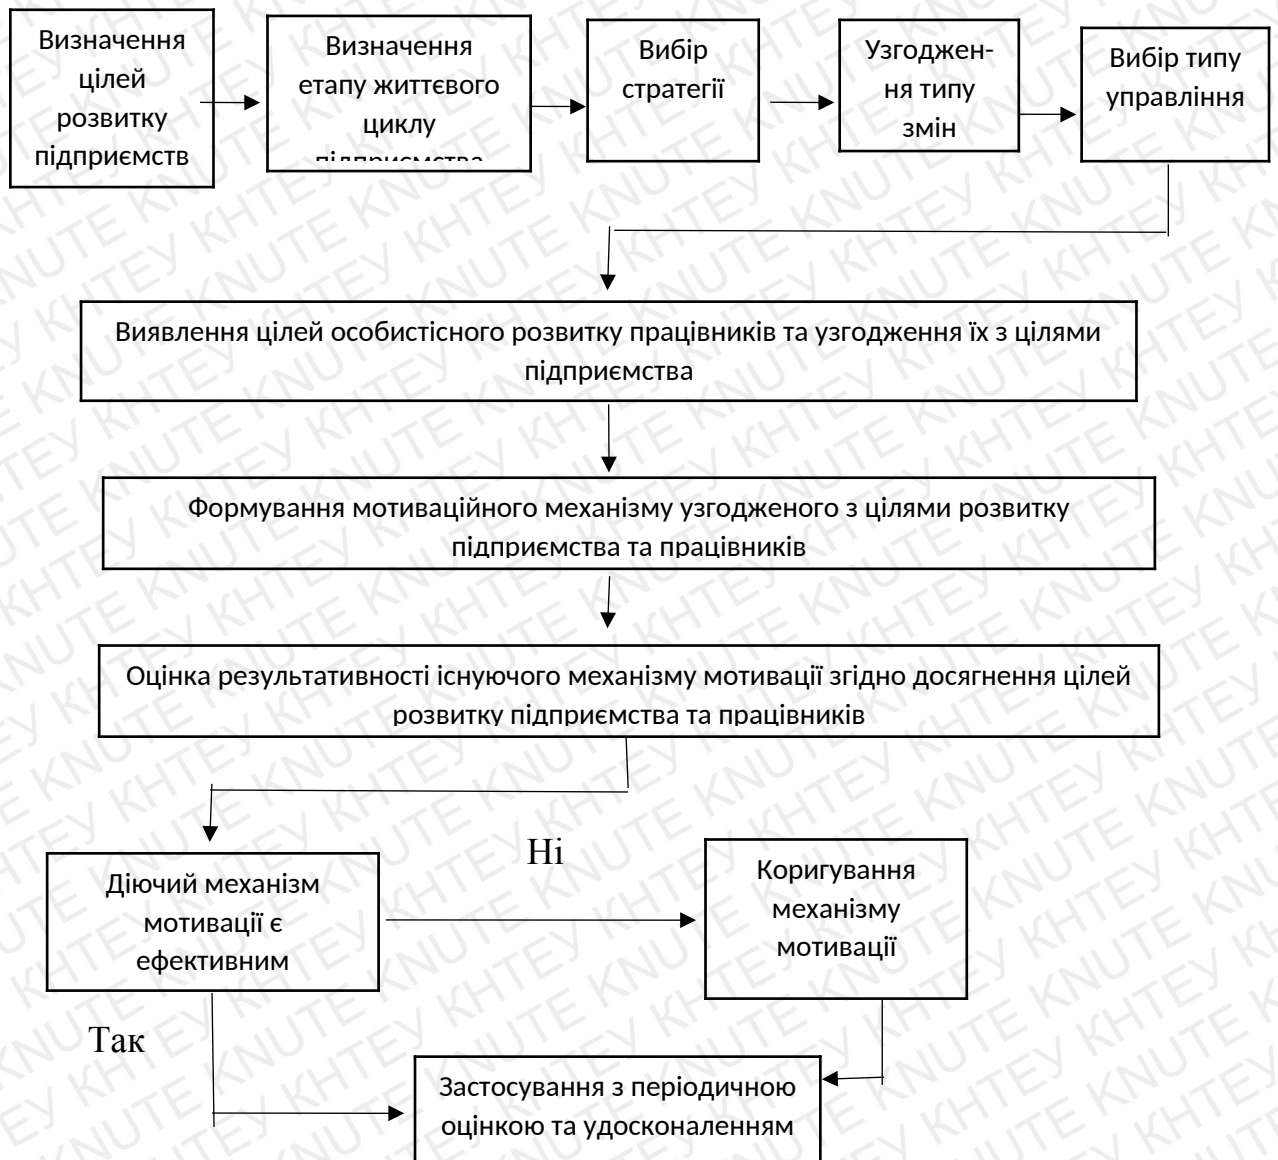 Визначення
цілей
розвитку
підприємств
Визначення
етапу життєвого
циклу
підприємства
Вибір
стратегії
Узгоджен-
ня типу
змін
Вибір типу
управління
Виявлення цілей особистісного розвитку працівників та узгодження їх з цілями
підприємства
Формування мотиваційного механізму узгодженого з цілями розвитку
підприємства та працівників
Оцінка результативності існуючого механізму мотивації згідно досягнення цілей
розвитку підприємства та працівників
Ні
Діючий механізм
мотивації є
ефективним
Коригування
механізму
мотивації
Так
Застосування з періодичною
оцінкою та удосконаленням